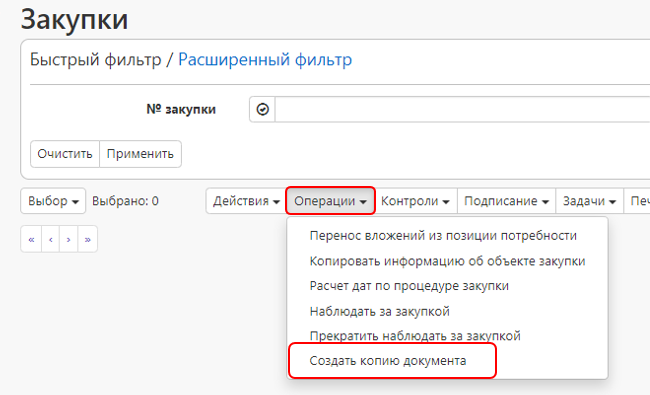 Закупки
Быстрый фильтр / Расширенный фильтр
№ закупки
Очистить Применить
Выбор Выбрано: 0 Действия Операции Контроли Подписание Задачи Печ
« ‹ › »
Перенос вложений из позиции потребности
Копировать информацию об объекте закупки
Расчет дат по процедуре закупки
Наблюдать за закупкой
Прекратить наблюдать за закупкой
Создать копию документа